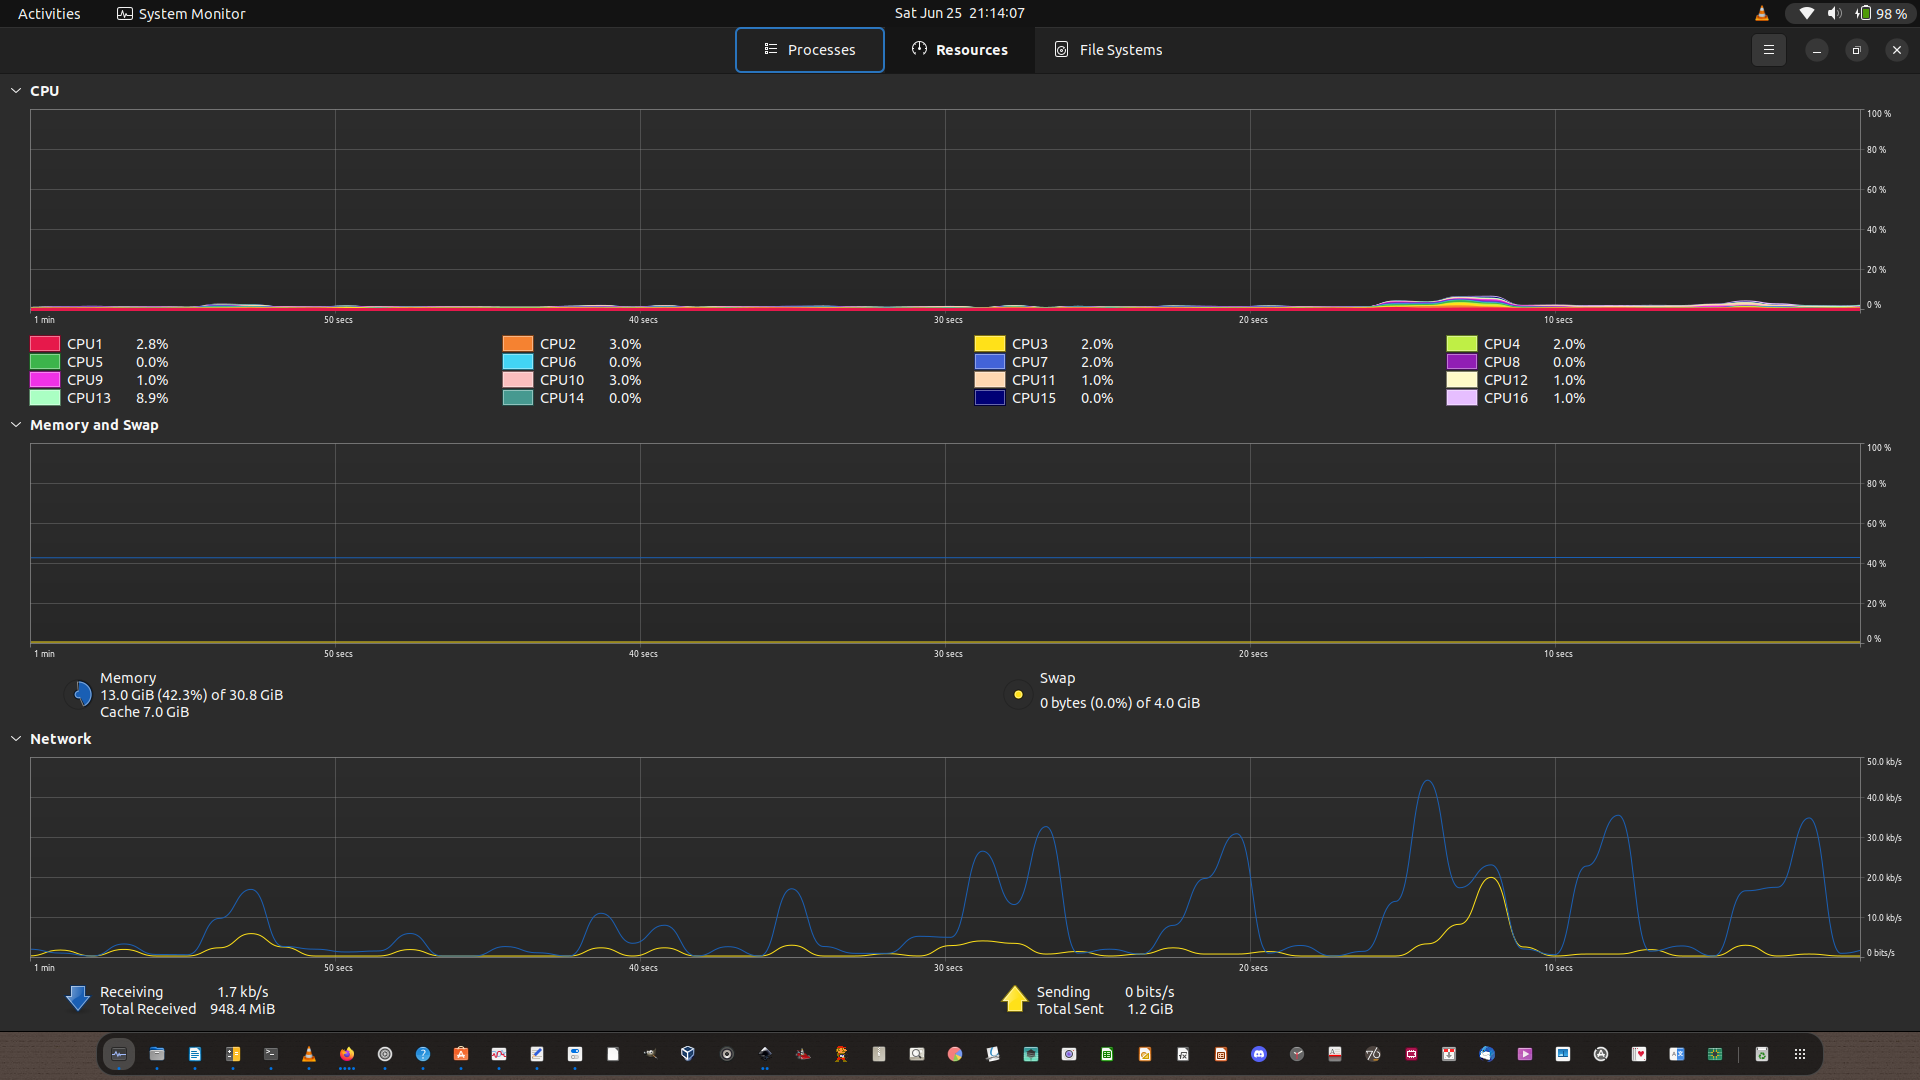 Activities System Monitor Sat Jun 25 21:14:07 98 %
Processes Resources File Systems
CPU
100 %
80 %
60 %
40 %
20 %
0 %
1 min 50 secs 40 secs 30 secs 20 secs 10 secs
CPU1 2.8% CPU2 3.0% CPU3 2.0% CPU4 2.0%
CPU5 0.0% CPU6 0.0% CPU7 2.0% CPU8 0.0%
CPU9 1.0% CPU10 3.0% CPU11 1.0% CPU12 1.0%
CPU13 8.9% CPU14 0.0% CPU15 0.0% CPU16 1.0%
Memory and Swap
100 %
80 %
60 %
40 %
20 %
0 %
1 min 50 secs 40 secs 30 secs 20 secs 10 secs
Memory
13.0 GiB (42.3%) of 30.8 GiB
Cache 7.0 GiB
Swap
0 bytes (0.0%) of 4.0 GiB
Network
50.0 kb/s
40.0 kb/s
30.0 kb/s
20.0 kb/s
10.0 kb/s
0 bits/s
1 min 50 secs 40 secs 30 secs 20 secs 10 secs
Receiving 1.7 kb/s
Total Received 948.4 MiB
Sending 0 bits/s
Total Sent 1.2 GiB
76